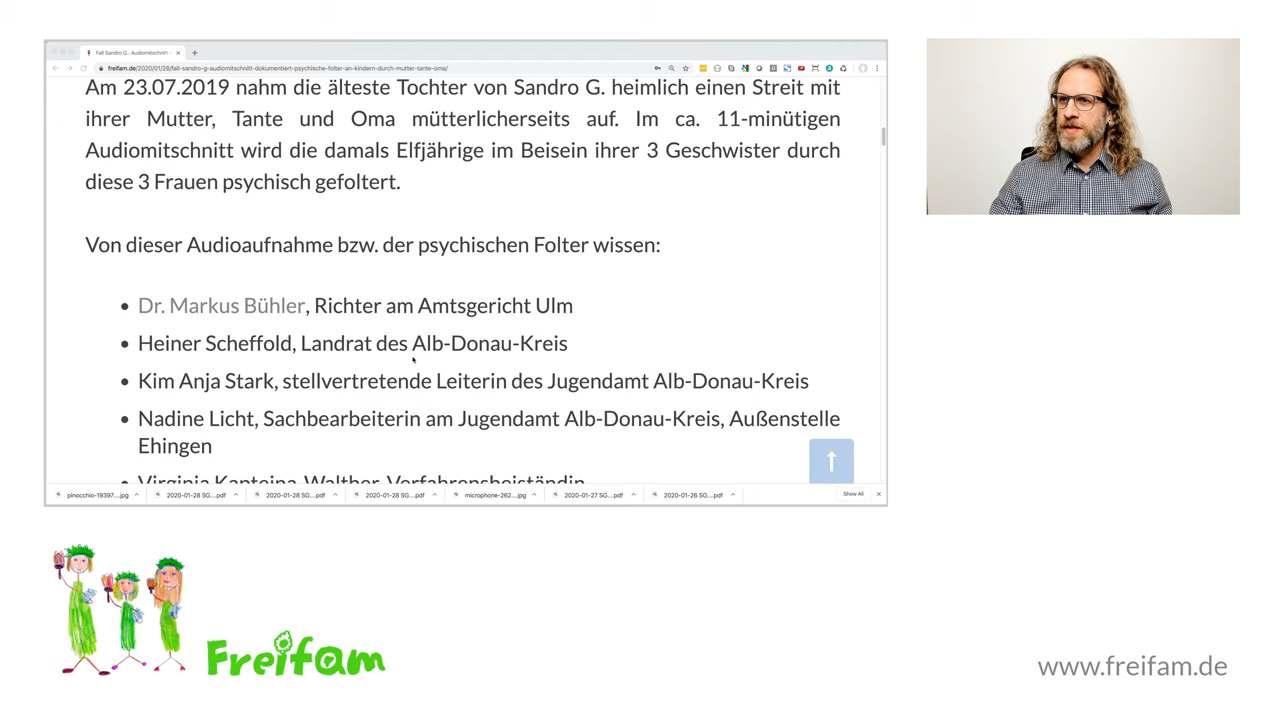 Fall Sandro G.: Audiomitschnitt
freifam.de/2020/01/28/fall-sandro-g-audiomitschnitt-dokumentiert-psychische-folter-an-kindern-durch-mutter-tante-oma/
Am 23.07.2019 nahm die älteste Tochter von Sandro G. heimlich einen Streit mit
ihrer Mutter, Tante und Oma mütterlicherseits auf. Im ca. 11-minütigen
Audiomitschnitt wird die damals Elfjährige im Beisein ihrer 3 Geschwister durch
diese 3 Frauen psychisch gefoltert.
Von dieser Audioaufnahme bzw. der psychischen Folter wissen:
• Dr. Markus Bühler, Richter am Amtsgericht Ulm
• Heiner Scheffold, Landrat des Alb-Donau-Kreis
• Kim Anja Stark, stellvertretende Leiterin des Jugendamt Alb-Donau-Kreis
• Nadine Licht, Sachbearbeiterin am Jugendamt Alb-Donau-Kreis, Außenstelle
Ehingen
• Virginia Kanteina-Walther, Verfahrensbeiständin
pinocchio-19397....jpg 2020-01-28 SG....pdf 2020-01-28 SG....pdf 2020-01-28 SG....pdf microphone-262....jpg 2020-01-27 SG....pdf 2020-01-26 SG....pdf Show All
Freifam
www.freifam.de